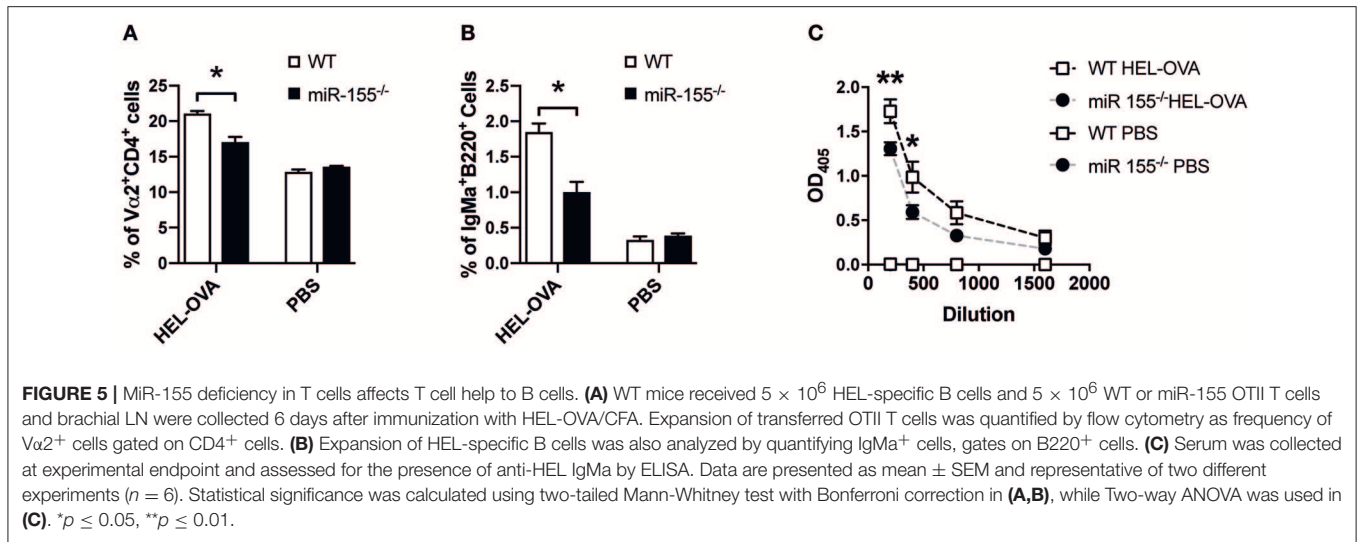 A
B
C
WT
miR-155-/-
*
% of Vα2+CD4+ cells
25
20
15
10
5
0
HEL-OVA
PBS
WT
miR-155-/-
*
% of IgMa+B220+ Cells
2.5
2.0
1.5
1.0
0.5
0.0
HEL-OVA
PBS
**
*
OD405
2.0
1.5
1.0
0.5
0.0
0
500
1000
1500
2000
Dilution
WT HEL-OVA
miR 155-/-HEL-OVA
WT PBS
miR 155-/- PBS
FIGURE 5 | MiR-155 deficiency in T cells affects T cell help to B cells. (A) WT mice received 5 × 10⁶ HEL-specific B cells and 5 × 10⁶ WT or miR-155 OTII T cells
and brachial LN were collected 6 days after immunization with HEL-OVA/CFA. Expansion of transferred OTII T cells was quantified by flow cytometry as frequency of
Vα2+ cells gated on CD4+ cells. (B) Expansion of HEL-specific B cells was also analyzed by quantifying IgMa+ cells, gates on B220+ cells. (C) Serum was collected
at experimental endpoint and assessed for the presence of anti-HEL IgMa by ELISA. Data are presented as mean ± SEM and representative of two different
experiments (n = 6). Statistical significance was calculated using two-tailed Mann-Whitney test with Bonferroni correction in (A,B), while Two-way ANOVA was used in
(C). *p ≤ 0.05, **p ≤ 0.01.